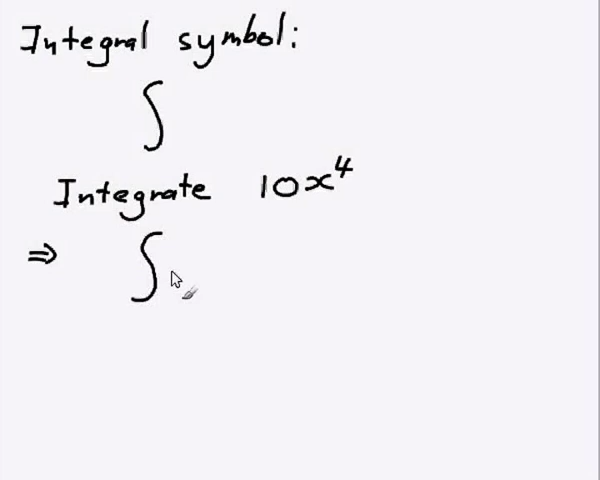 Integral symbol:
∫
Integrate 10x⁴
⇒ ∫